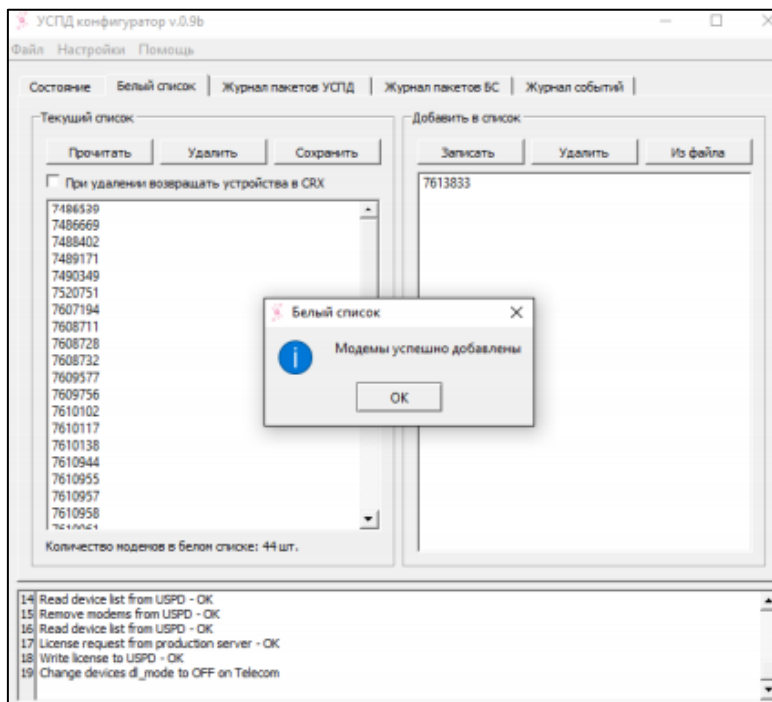 УСПД конфигуратор v.0.9b
Файл Настройки Помощь
Состояние Белый список Журнал пакетов УСПД Журнал пакетов БС Журнал событий
Текущий список
Прочитать Удалить Сохранить
При удалении возвращать устройства в CRX
7486539
7486669
7488402
7489171
7490349
7520751
7607194
7608711
7608728
7608732
7609577
7609756
7610102
7610117
7610138
7610944
7610955
7610957
7610958
7610961
Количество модемов в белом списке: 44 шт.
Добавить в список
Записать Удалить Из файла
7613833
Белый список
Модемы успешно добавлены
OK
14 Read device list from USPD - OK
15 Remove modems from USPD - OK
16 Read device list from USPD - OK
17 License request from production server - OK
18 Write license to USPD - OK
19 Change devices dl_mode to OFF on Telecom